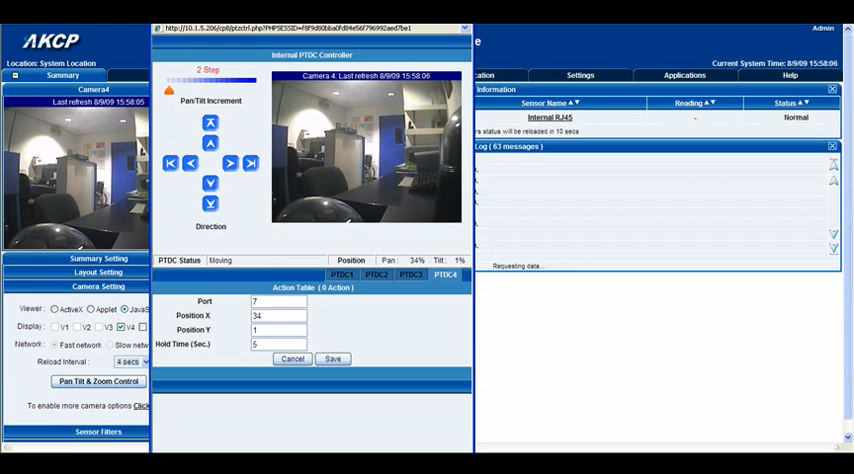 http://10.1.5.206/cp8/ptzctrl.php?PHPSESSID=f8f9d80bba0fd84e56f796992aed7be1
Admin
AKCP
e
Internal PTDC Controller
Location: System Location
Current System Time: 8/9/09 15:58:06
Summary
cation
Settings
Applications
Help
2 Step
Camera 4: Last refresh 8/9/09 15:58:06
Camera4
Information
Last refresh 8/9/09 15:58:05
Pan/Tilt Increment
Sensor Name
Reading
Status
Internal RJ45
-
Normal
rs status will be reloaded in 10 secs
Log ( 63 messages )
Direction
Summary Setting
PTDC Status
Moving
Position
Pan :
34%
Tilt :
1%
Requesting data...
Layout Setting
PTDC1
PTDC2
PTDC3
PTDC4
Camera Setting
Action Table ( 0 Action )
Port
7
Viewer :
ActiveX
Applet
JavaS
Position X
34
Display :
V1
V2
V3
V4
Position Y
1
Network :
Fast network
Slow netw
Hold Time (Sec.)
5
Reload Interval :
4 secs
Cancel
Save
Pan Tilt & Zoom Control
To enable more camera options Click
Sensor Filters